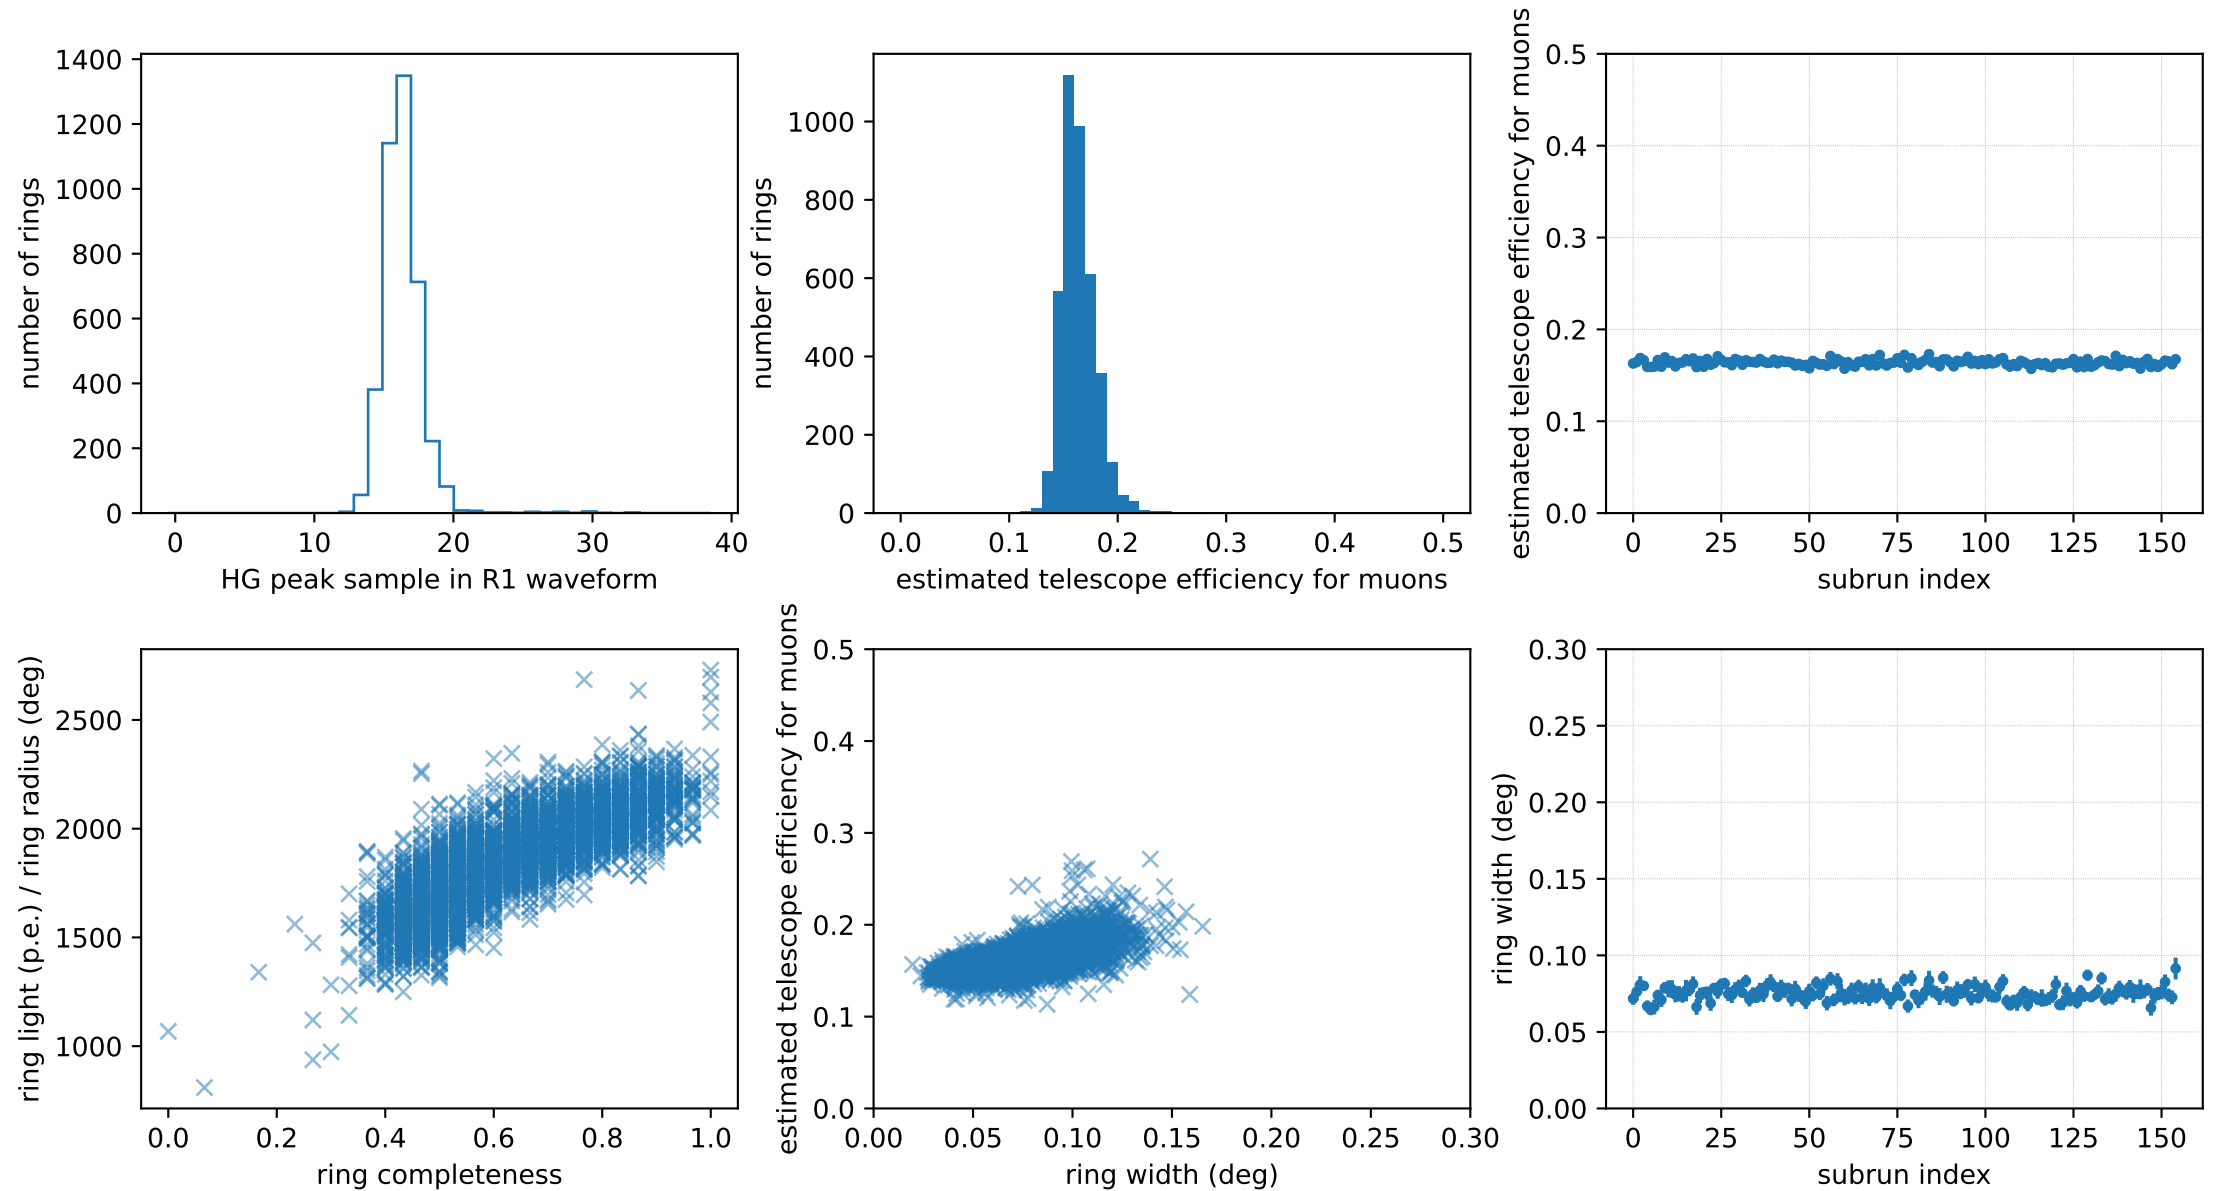 1400
1200
1000
800
600
400
200
0
number of rings
0 10 20 30 40
HG peak sample in R1 waveform
1000
800
600
400
200
0
number of rings
0.0 0.1 0.2 0.3 0.4 0.5
estimated telescope efficiency for muons
0.5
0.4
0.3
0.2
0.1
0.0
estimated telescope efficiency for muons
0 25 50 75 100 125 150
subrun index
2500
2000
1500
1000
ring light (p.e.) / ring radius (deg)
0.0 0.2 0.4 0.6 0.8 1.0
ring completeness
0.5
0.4
0.3
0.2
0.1
0.0
estimated telescope efficiency for muons
0.00 0.05 0.10 0.15 0.20 0.25 0.30
ring width (deg)
0.30
0.25
0.20
0.15
0.10
0.05
0.00
ring width (deg)
0 25 50 75 100 125 150
subrun index